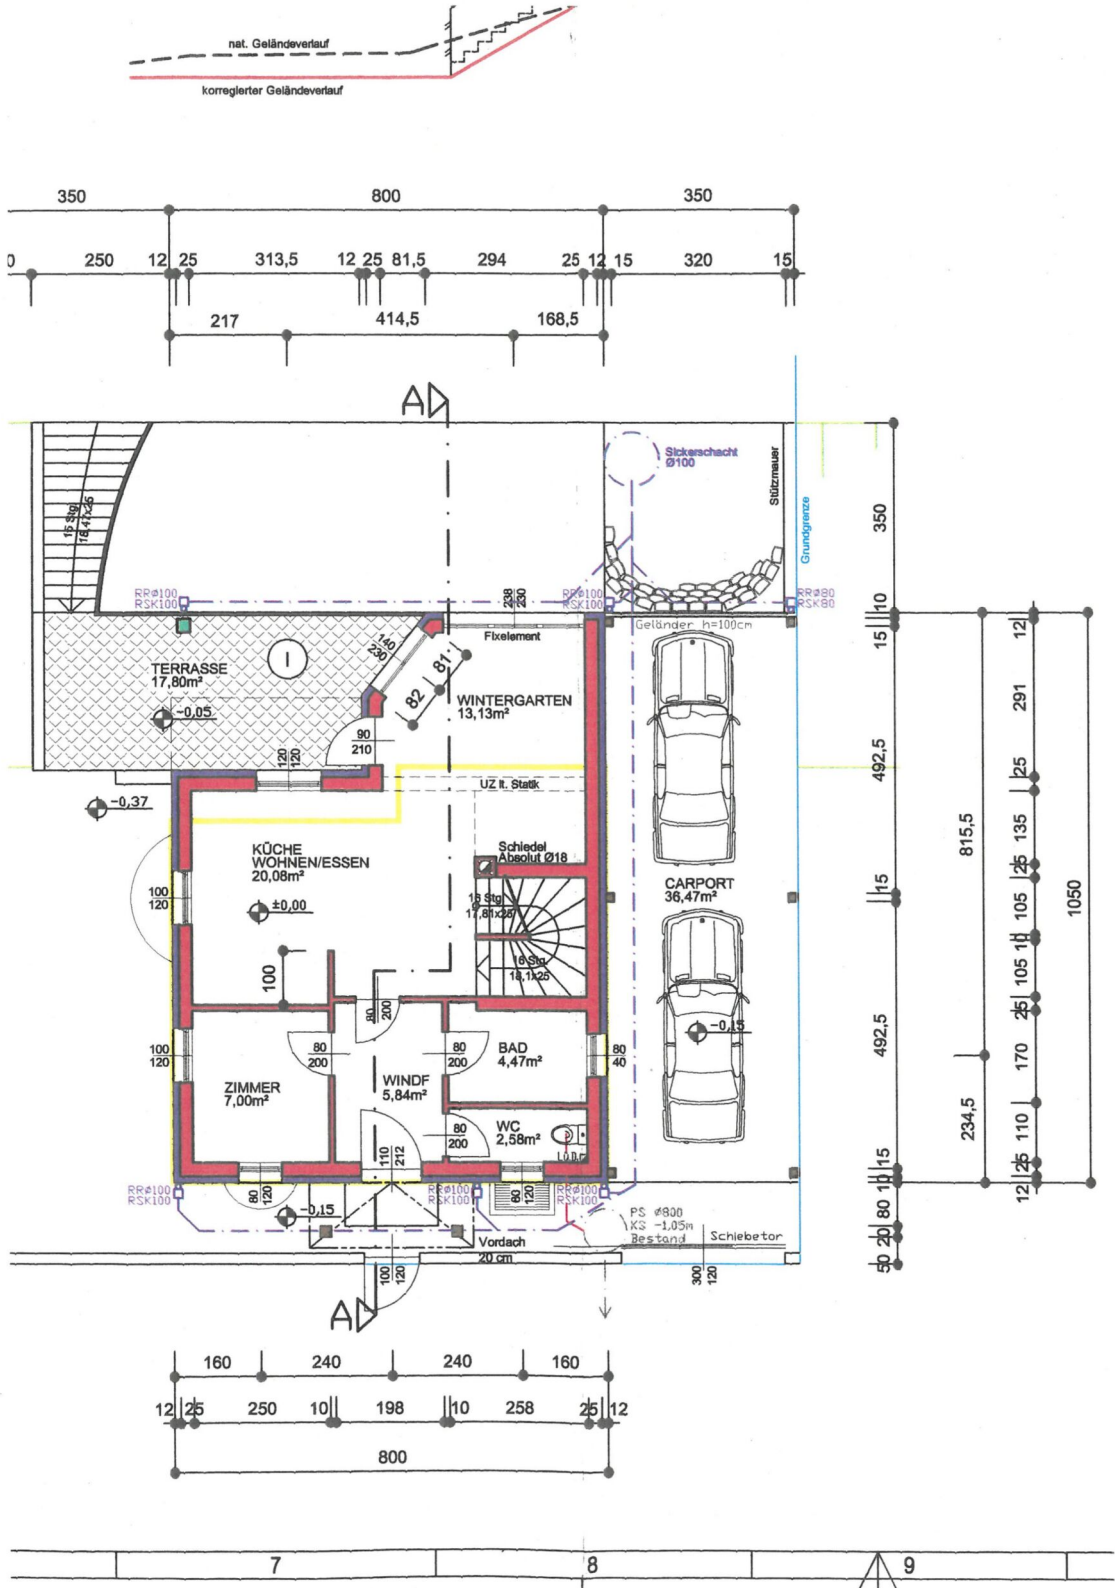 nat. Geländeverlauf
korregierter Geländeverlauf
350 800 350
0 250 12 25 313,5 12 25 81,5 294 25 12 15 320 15
217 414,5 168,5
A
Sickerschacht
Ø100
Stützmauer
Grundgrenze
15 Stg
18,47x25
350
RRØ100
RSK100
RRØ100
RSK100
238
230
RRØ80
RSK80
10
Fixelement
Geländer h=100cm
15
12
140
230
TERRASSE
17,80m²
I
81
82
WINTERGARTEN
13,13m²
-0,05
291
90
210
492,5
120
120
UZ lt. Statik
25
-0,37
135
815,5
KÜCHE
WOHNEN/ESSEN
20,08m²
Schiedel
Absolut Ø18
25
CARPORT
36,47m²
100
120
±0,00
16 Stg
17,81x25
15
105
1050
10
16 Stg
18,1x25
100
105
80
200
25
492,5
-0,15
100
120
80
200
80
200
BAD
4,47m²
80
40
170
ZIMMER
7,00m²
WINDF
5,84m²
234,5
110
WC
2,58m²
80
200
110
212
15
25
RRØ100
RSK100
80
120
RRØ100
RSK100
60
120
RRØ100
RSK100
10
12
-0,15
80
PS Ø800
KS -1,05m
Bestand
Schiebetor
20
Vordach
20 cm
50
100
120
300
120
A
160 240 240 160
12 25 250 10 198 10 258 25 12
800
7 8 9